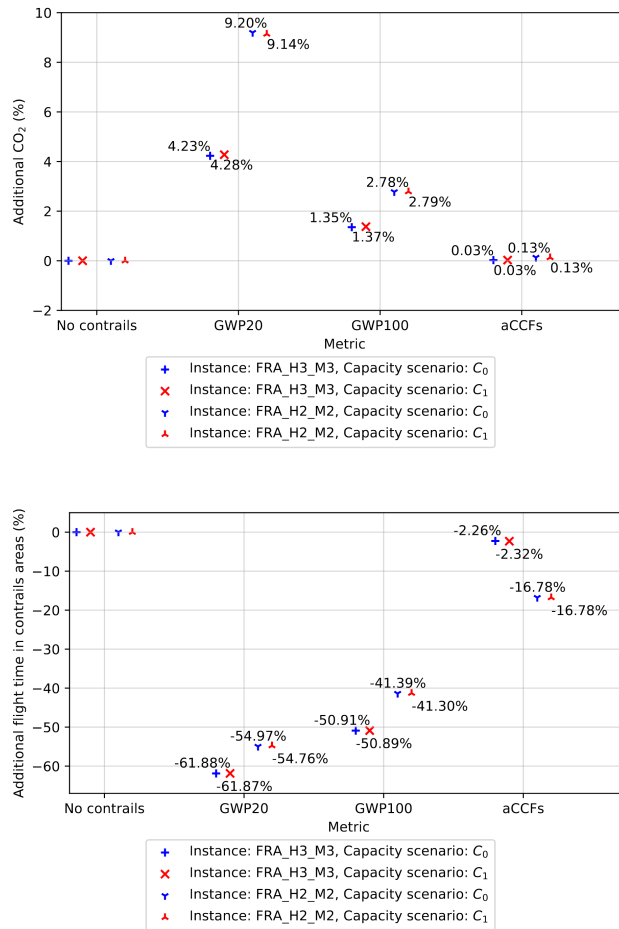 10
8
6
4
2
0
−2
Additional CO₂ (%)
9.20%
9.14%
4.23%
4.28%
2.78%
2.79%
1.35%
1.37%
0.03%
0.13%
0.03%
0.13%
No contrails
GWP20
GWP100
aCCFs
Metric
Instance: FRA_H3_M3, Capacity scenario: C₀
Instance: FRA_H3_M3, Capacity scenario: C₁
Instance: FRA_H2_M2, Capacity scenario: C₀
Instance: FRA_H2_M2, Capacity scenario: C₁
0
−10
−20
−30
−40
−50
−60
Additional flight time in contrails areas (%)
-2.26%
-2.32%
-16.78%
-16.78%
-41.39%
-41.30%
-50.91%
-50.89%
-54.97%
-54.76%
-61.88%
-61.87%
No contrails
GWP20
GWP100
aCCFs
Metric
Instance: FRA_H3_M3, Capacity scenario: C₀
Instance: FRA_H3_M3, Capacity scenario: C₁
Instance: FRA_H2_M2, Capacity scenario: C₀
Instance: FRA_H2_M2, Capacity scenario: C₁